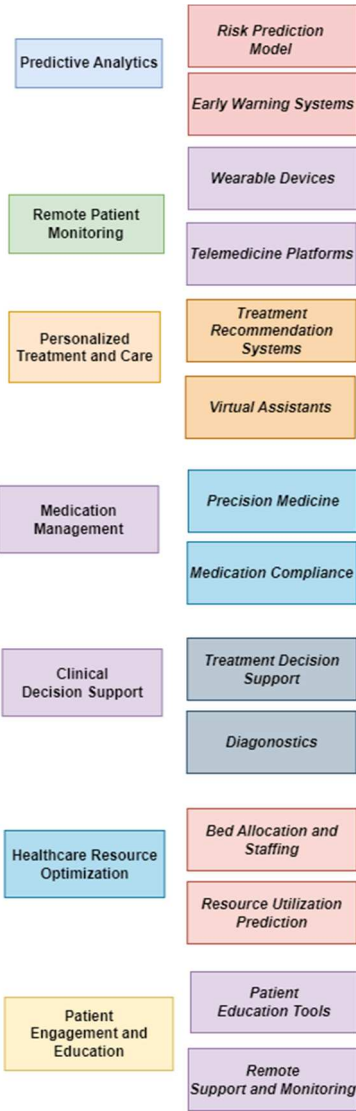 Predictive Analytics
Risk Prediction
Model
Early Warning Systems
Remote Patient
Monitoring
Wearable Devices
Telemedicine Platforms
Personalized
Treatment and Care
Treatment
Recommendation
Systems
Virtual Assistants
Medication
Management
Precision Medicine
Medication Compliance
Clinical
Decision Support
Treatment Decision
Support
Diagonostics
Healthcare Resource
Optimization
Bed Allocation and
Staffing
Resource Utilization
Prediction
Patient
Engagement and
Education
Patient
Education Tools
Remote
Support and Monitoring